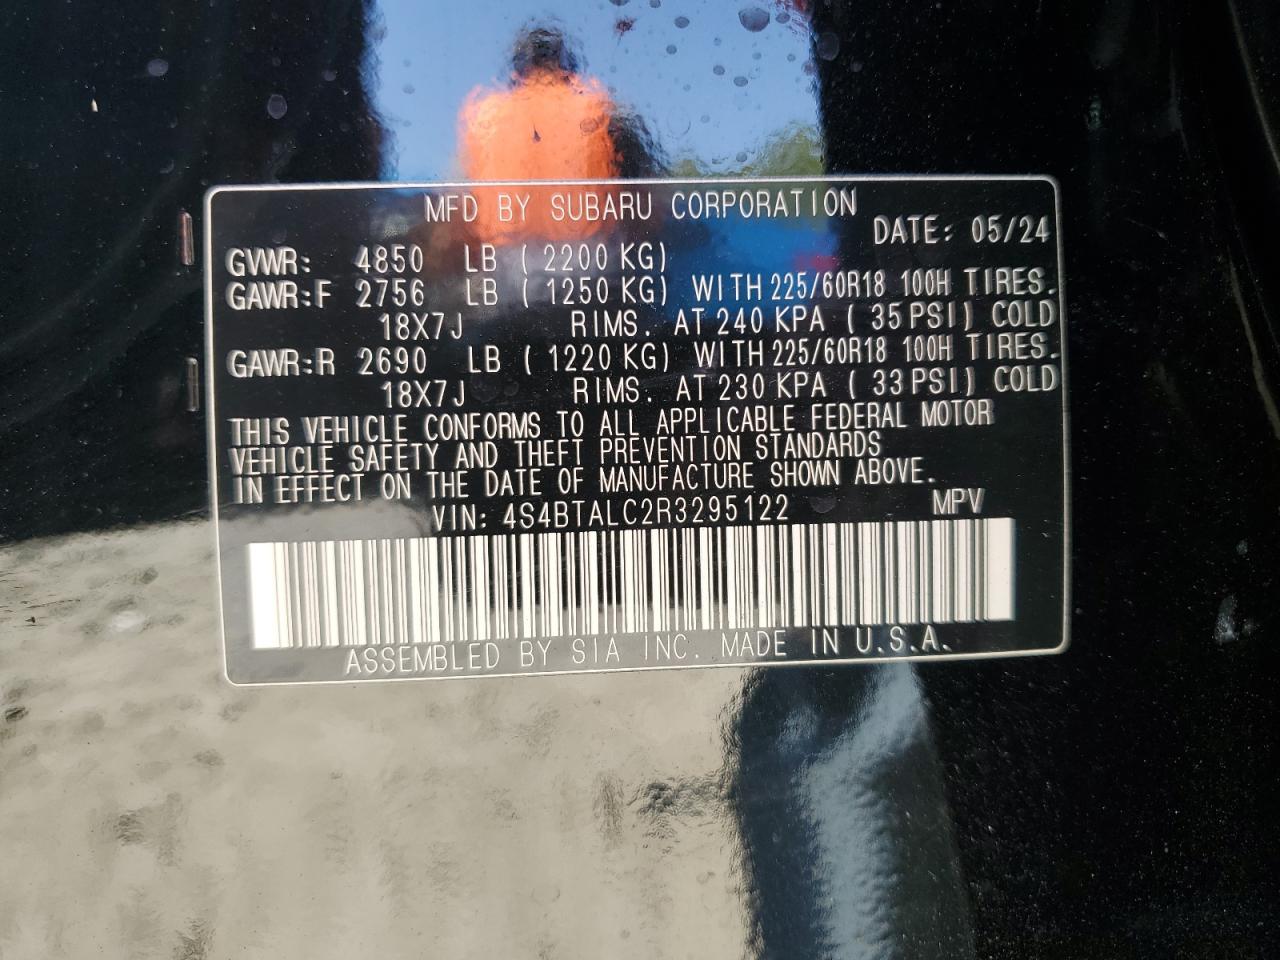 MFD BY SUBARU CORPORATION
DATE: 05/24
GVWR: 4850 LB ( 2200 KG)
GAWR:F 2756 LB ( 1250 KG) WITH 225/60R18 100H TIRES.
18X7J RIMS. AT 240 KPA ( 35 PSI) COLD
GAWR:R 2690 LB ( 1220 KG) WITH 225/60R18 100H TIRES.
18X7J RIMS. AT 230 KPA ( 33 PSI) COLD
THIS VEHICLE CONFORMS TO ALL APPLICABLE FEDERAL MOTOR
VEHICLE SAFETY AND THEFT PREVENTION STANDARDS
IN EFFECT ON THE DATE OF MANUFACTURE SHOWN ABOVE.
VIN: 4S4BTALC2R3295122 MPV
ASSEMBLED BY SIA INC. MADE IN U.S.A.